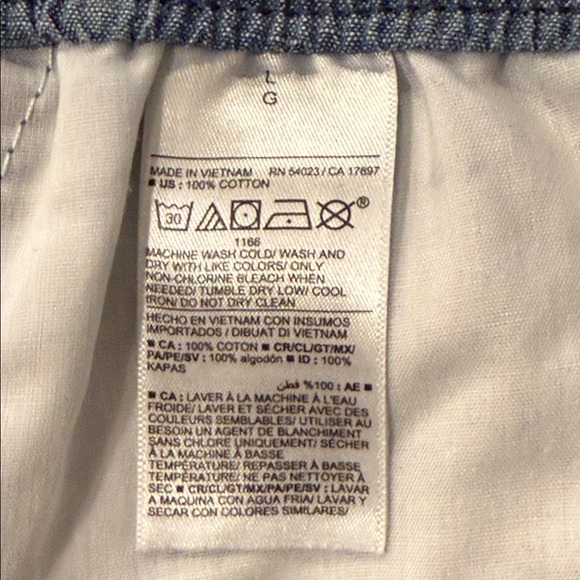 L
G
MADE IN VIETNAM RN 54023 / CA 17897
■ US : 100% COTTON
30 ®
1166
MACHINE WASH COLD/ WASH AND
DRY WITH LIKE COLORS/ ONLY
NON-CHLORINE BLEACH WHEN
NEEDED/ TUMBLE DRY LOW/ COOL
IRON/ DO NOT DRY CLEAN
HECHO EN VIETNAM CON INSUMOS
IMPORTADOS / DIBUAT DI VIETNAM
■ CA : 100% COTON ■ CR/CL/GT/MX/
PA/PE/SV : 100% algodón ■ ID : 100%
KAPAS
■ AE : 100% قطن
■ CA : LAVER À LA MACHINE À L'EAU
FROIDE/ LAVER ET SÉCHER AVEC DES
COULEURS SEMBLABLES/ UTILISER AU
BESOIN UN AGENT DE BLANCHIMENT
SANS CHLORE UNIQUEMENT/ SÉCHER
À LA MACHINE À BASSE
TEMPÉRATURE/ REPASSER À BASSE
TEMPÉRATURE/ NE PAS NETTOYER À
SEC ■ CR/CL/GT/MX/PA/PE/SV : LAVAR
A MAQUINA CON AGUA FRIA/ LAVAR Y
SECAR CON COLORES SIMILARES/